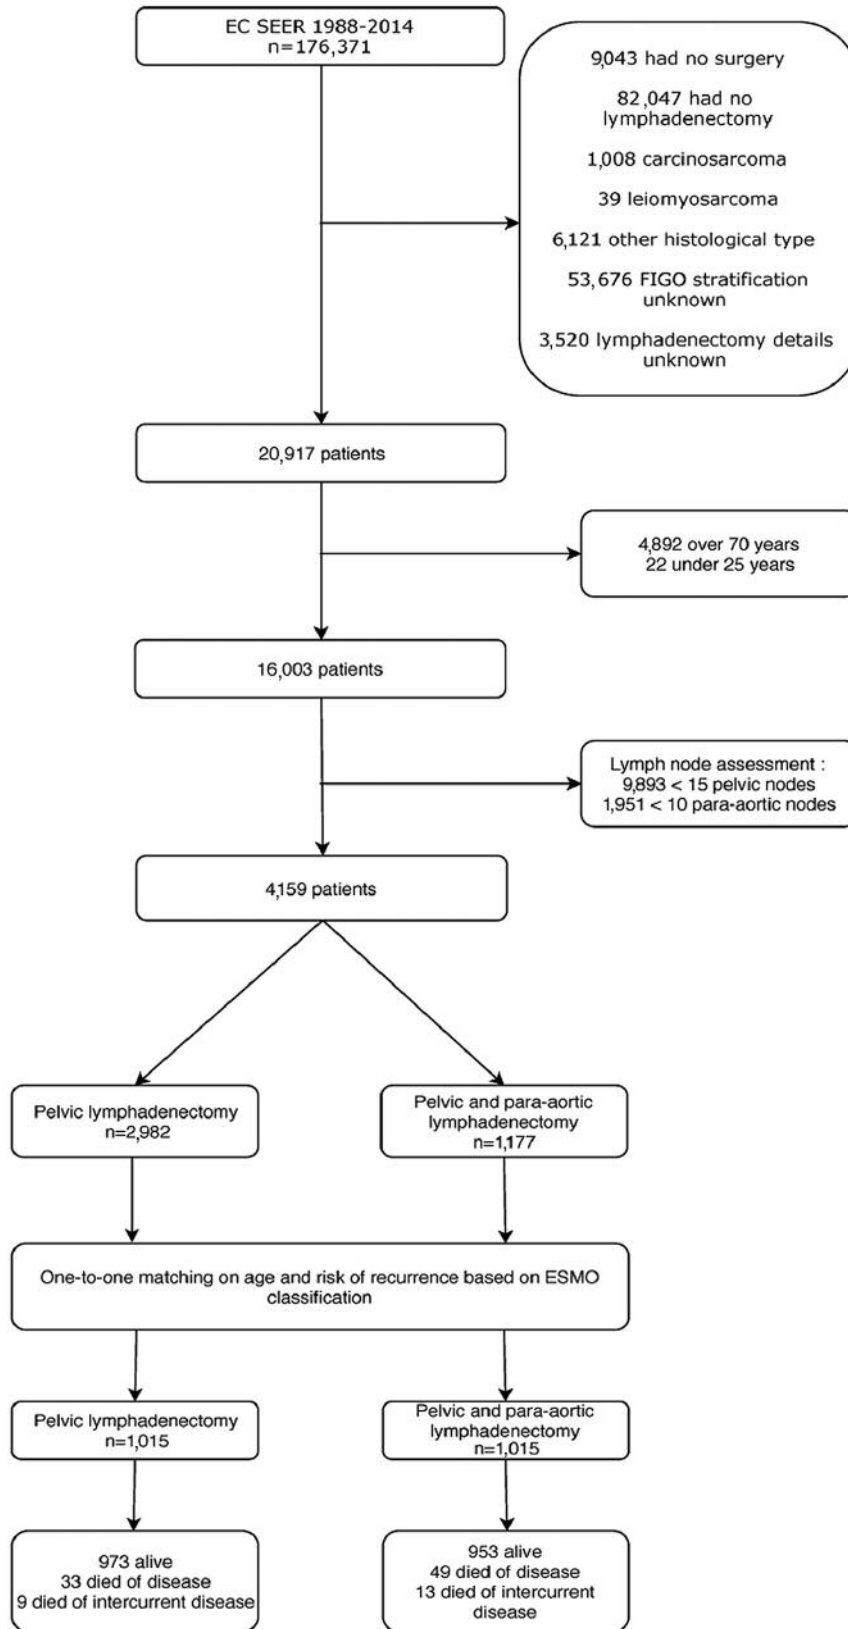 EC SEER 1988-2014
n=176,371
9,043 had no surgery
82,047 had no
lymphadenectomy
1,008 carcinosarcoma
39 leiomyosarcoma
6,121 other histological type
53,676 FIGO stratification
unknown
3,520 lymphadenectomy details
unknown
20,917 patients
4,892 over 70 years
22 under 25 years
16,003 patients
Lymph node assessment :
9,893 < 15 pelvic nodes
1,951 < 10 para-aortic nodes
4,159 patients
Pelvic lymphadenectomy
n=2,982
Pelvic and para-aortic
lymphadenectomy
n=1,177
One-to-one matching on age and risk of recurrence based on ESMO
classification
Pelvic lymphadenectomy
n=1,015
Pelvic and para-aortic
lymphadenectomy
n=1,015
973 alive
33 died of disease
9 died of intercurrent disease
953 alive
49 died of disease
13 died of intercurrent
disease